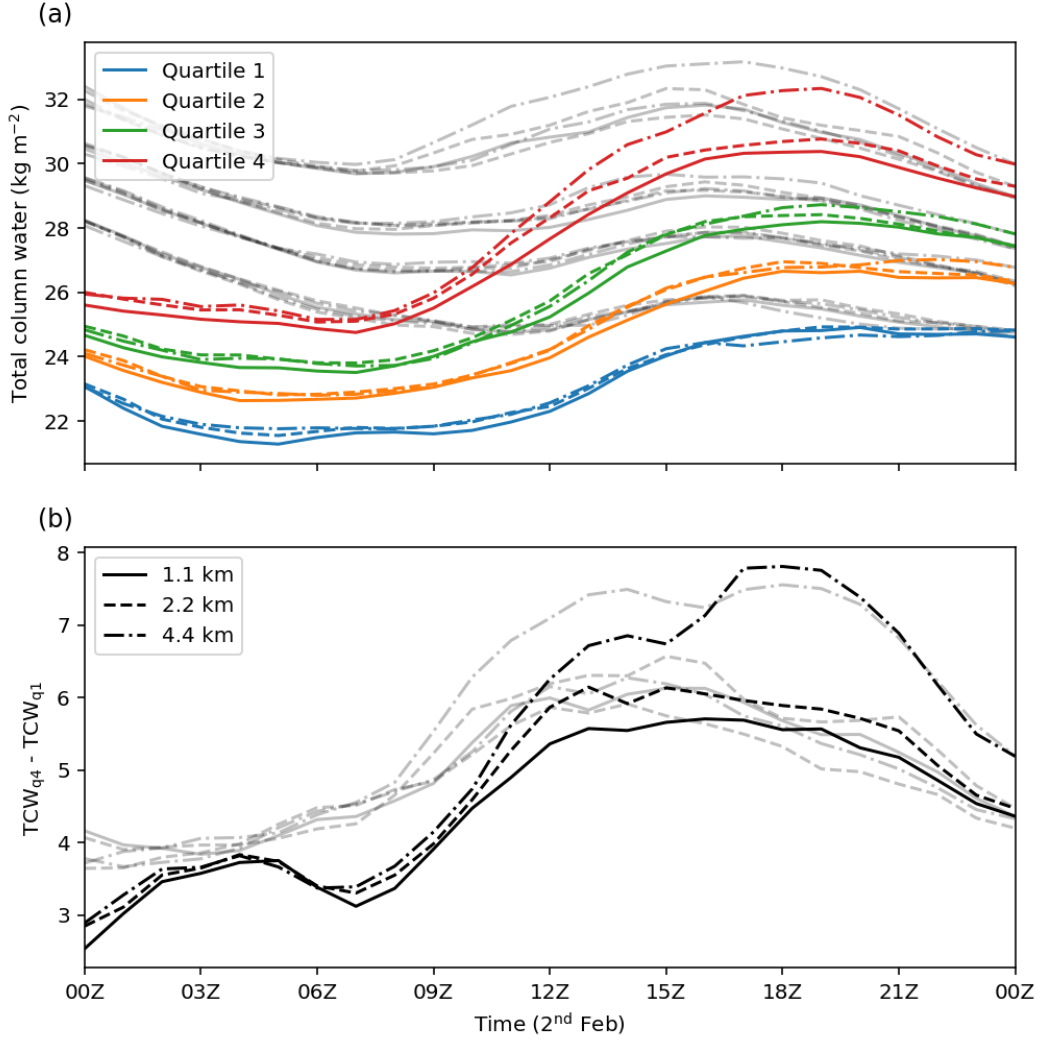 (a)
Total column water (kg m⁻²)
32
30
28
26
24
22
Quartile 1
Quartile 2
Quartile 3
Quartile 4
(b)
TCW_q4 - TCW_q1
8
7
6
5
4
3
1.1 km
2.2 km
4.4 km
00Z 03Z 06Z 09Z 12Z 15Z 18Z 21Z 00Z
Time (2ⁿᵈ Feb)